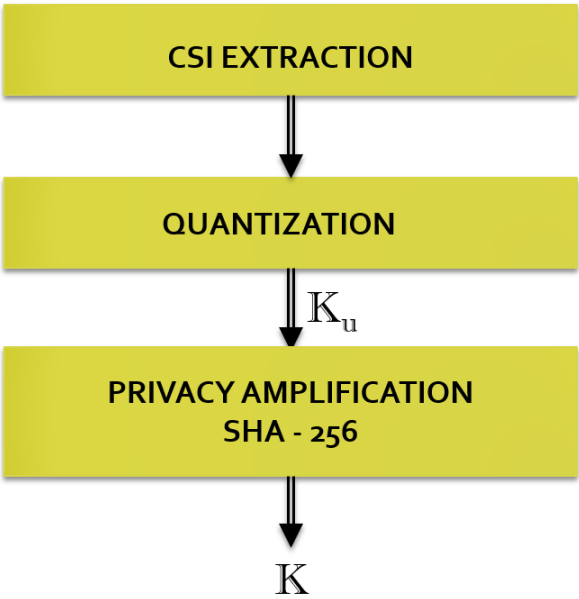 CSI EXTRACTION
QUANTIZATION
𝕂u
PRIVACY AMPLIFICATION
SHA - 256
𝕂